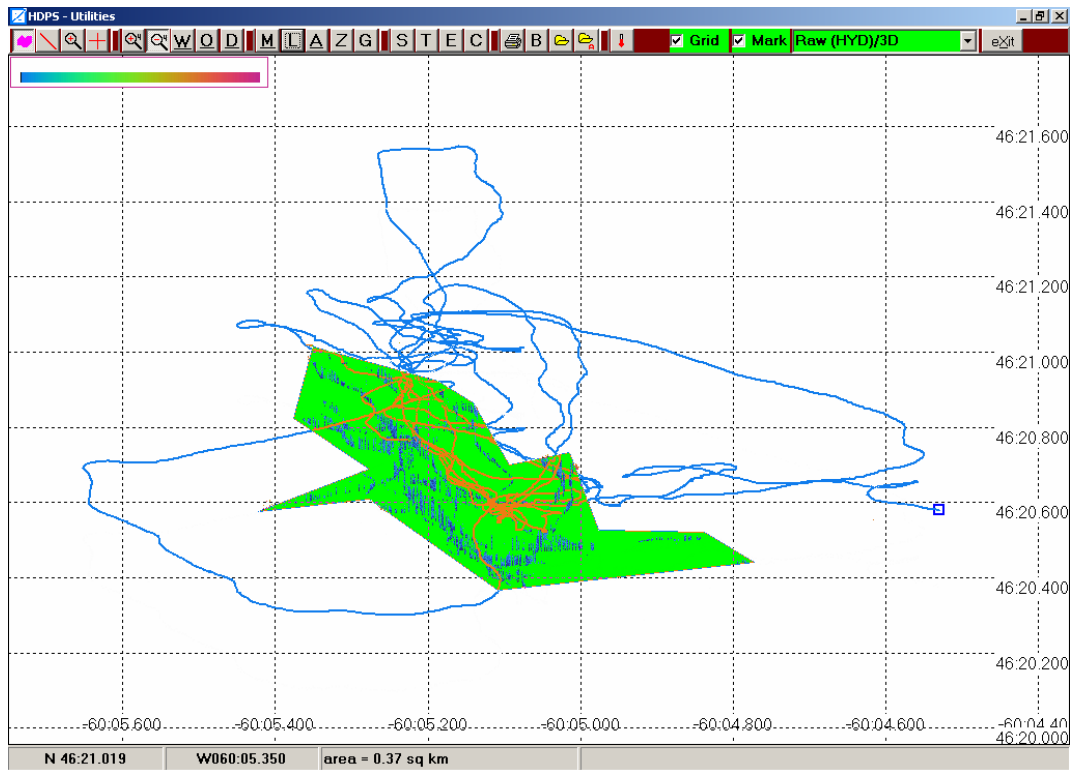 HDPS - Utilities
W O D M L A Z G S T E C B Grid Mark Raw (HYD)/3D eXit
46:21.600
46:21.400
46:21.200
46:21.000
46:20.800
46:20.600
46:20.400
46:20.200
-60:05.600 -60:05.400 -60:05.200 -60:05.000 -60:04.800 -60:04.600 -60:04.40
46:20.000
N 46:21.019 W060:05.350 area = 0.37 sq km